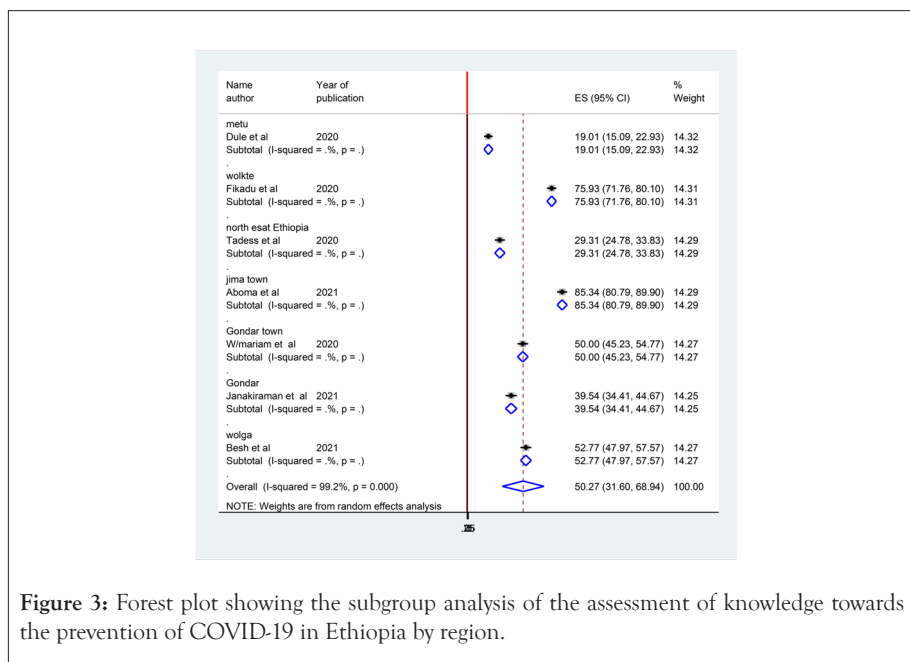 Name Year of %
author publication ES (95% CI) Weight
metu
Dule et al 2020 19.01 (15.09, 22.93) 14.32
Subtotal (I-squared = .%, p = .) 19.01 (15.09, 22.93) 14.32
.
wolkte
Fikadu et al 2020 75.93 (71.76, 80.10) 14.31
Subtotal (I-squared = .%, p = .) 75.93 (71.76, 80.10) 14.31
.
north esat Ethiopia
Tadess et al 2020 29.31 (24.78, 33.83) 14.29
Subtotal (I-squared = .%, p = .) 29.31 (24.78, 33.83) 14.29
.
jima town
Aboma et al 2021 85.34 (80.79, 89.90) 14.29
Subtotal (I-squared = .%, p = .) 85.34 (80.79, 89.90) 14.29
.
Gondar town
W/mariam et al 2020 50.00 (45.23, 54.77) 14.27
Subtotal (I-squared = .%, p = .) 50.00 (45.23, 54.77) 14.27
.
Gondar
Janakiraman et al 2021 39.54 (34.41, 44.67) 14.25
Subtotal (I-squared = .%, p = .) 39.54 (34.41, 44.67) 14.25
.
wolga
Besh et al 2021 52.77 (47.97, 57.57) 14.27
Subtotal (I-squared = .%, p = .) 52.77 (47.97, 57.57) 14.27
.
Overall (I-squared = 99.2%, p = 0.000) 50.27 (31.60, 68.94) 100.00
NOTE: Weights are from random effects analysis
Figure 3: Forest plot showing the subgroup analysis of the assessment of knowledge towards
the prevention of COVID-19 in Ethiopia by region.